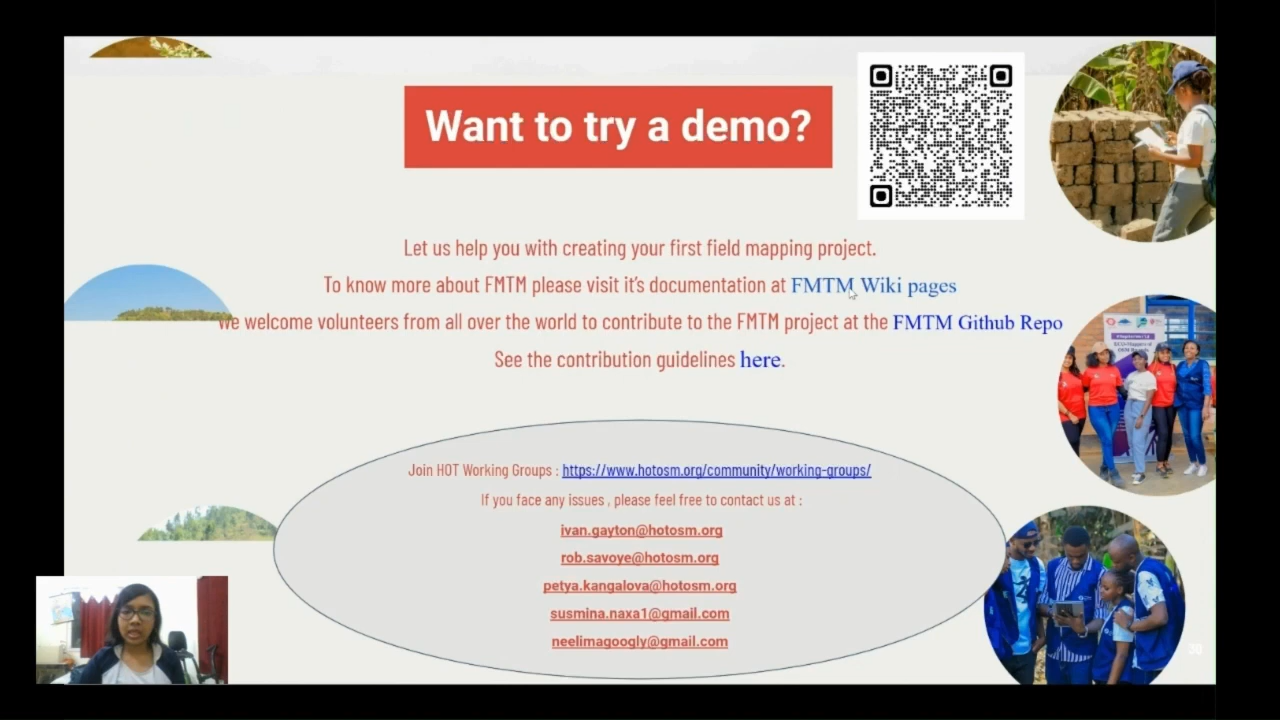 Want to try a demo?
Let us help you with creating your first field mapping project.
To know more about FMTM please visit it's documentation at FMTM Wiki pages
We welcome volunteers from all over the world to contribute to the FMTM project at the FMTM Github Repo
See the contribution guidelines here.
Join HOT Working Groups : https://www.hotosm.org/community/working-groups/
If you face any issues , please feel free to contact us at :
ivan.gayton@hotosm.org
rob.savoye@hotosm.org
petya.kangalova@hotosm.org
susmina.naxa1@gmail.com
neelimagoogly@gmail.com
30